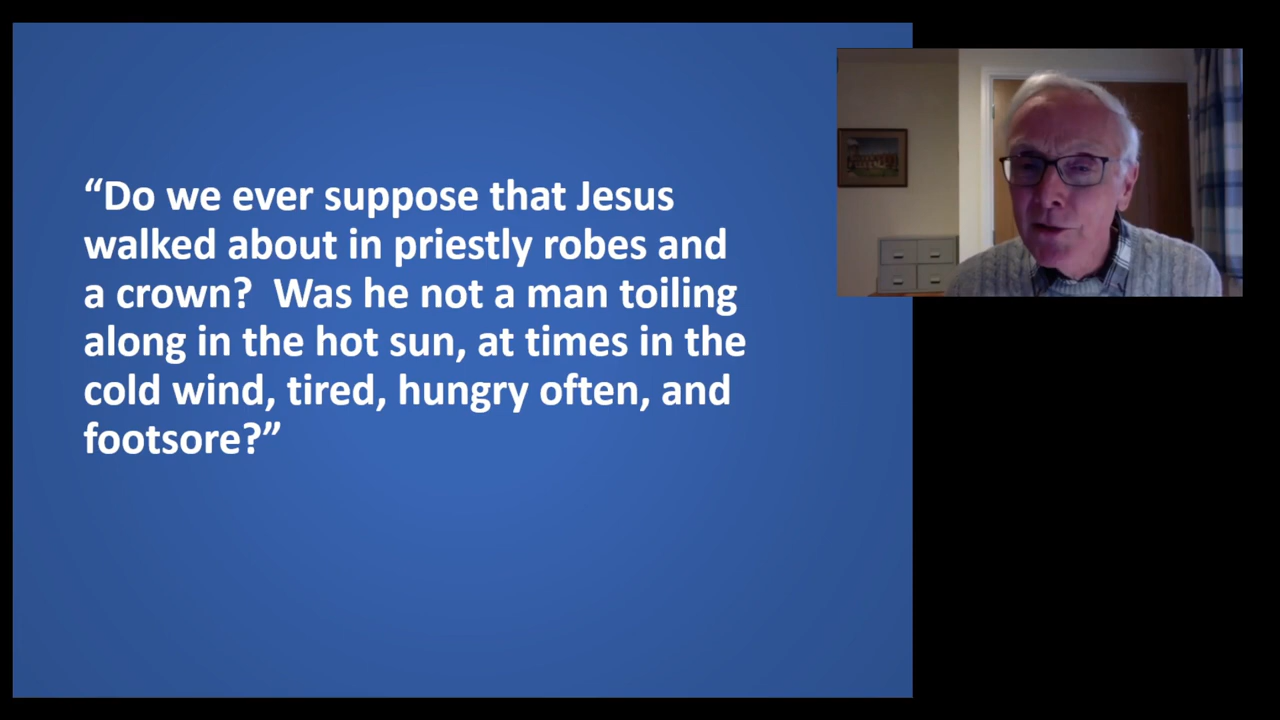 “Do we ever suppose that Jesus
walked about in priestly robes and
a crown?  Was he not a man toiling
along in the hot sun, at times in the
cold wind, tired, hungry often, and
footsore?”